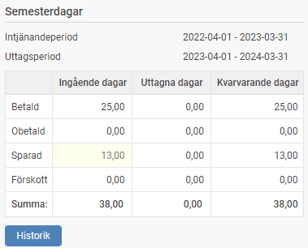 Semesterdagar
Intjänandeperiod 2022-04-01 - 2023-03-31
Uttagsperiod 2023-04-01 - 2024-03-31
Ingående dagar Uttagna dagar Kvarvarande dagar
Betald 25,00 0,00 25,00
Obetald 0,00 0,00 0,00
Sparad 13,00 0,00 13,00
Förskott 0,00 0,00 0,00
Summa: 38,00 0,00 38,00
Historik